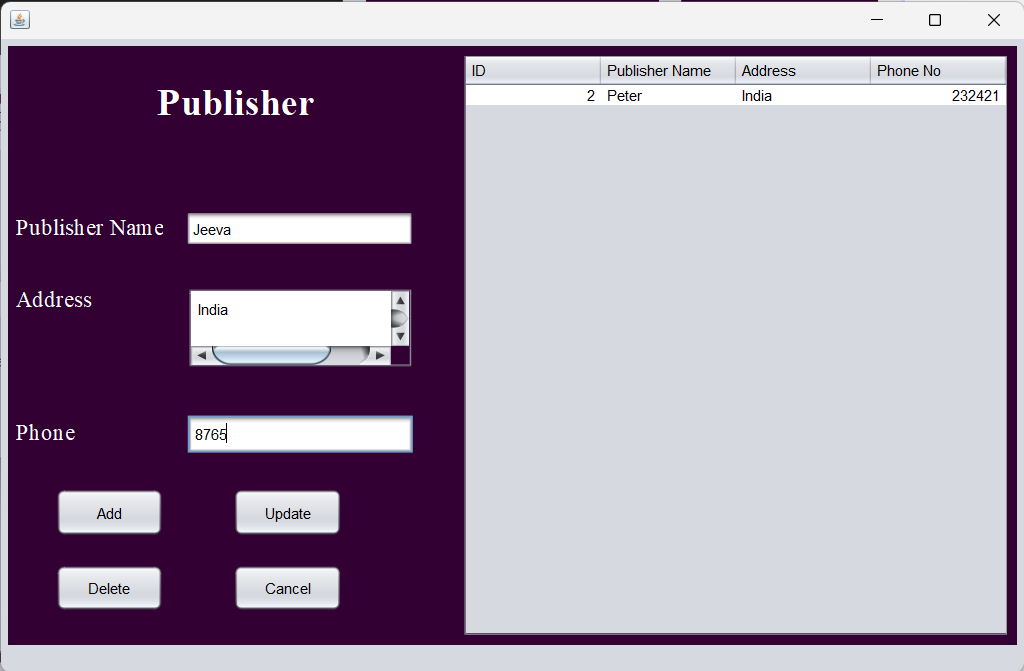 Publisher
Publisher Name
Jeeva
Address
India
Phone
8765
Add
Update
Delete
Cancel
ID Publisher Name Address Phone No
2 Peter India 232421